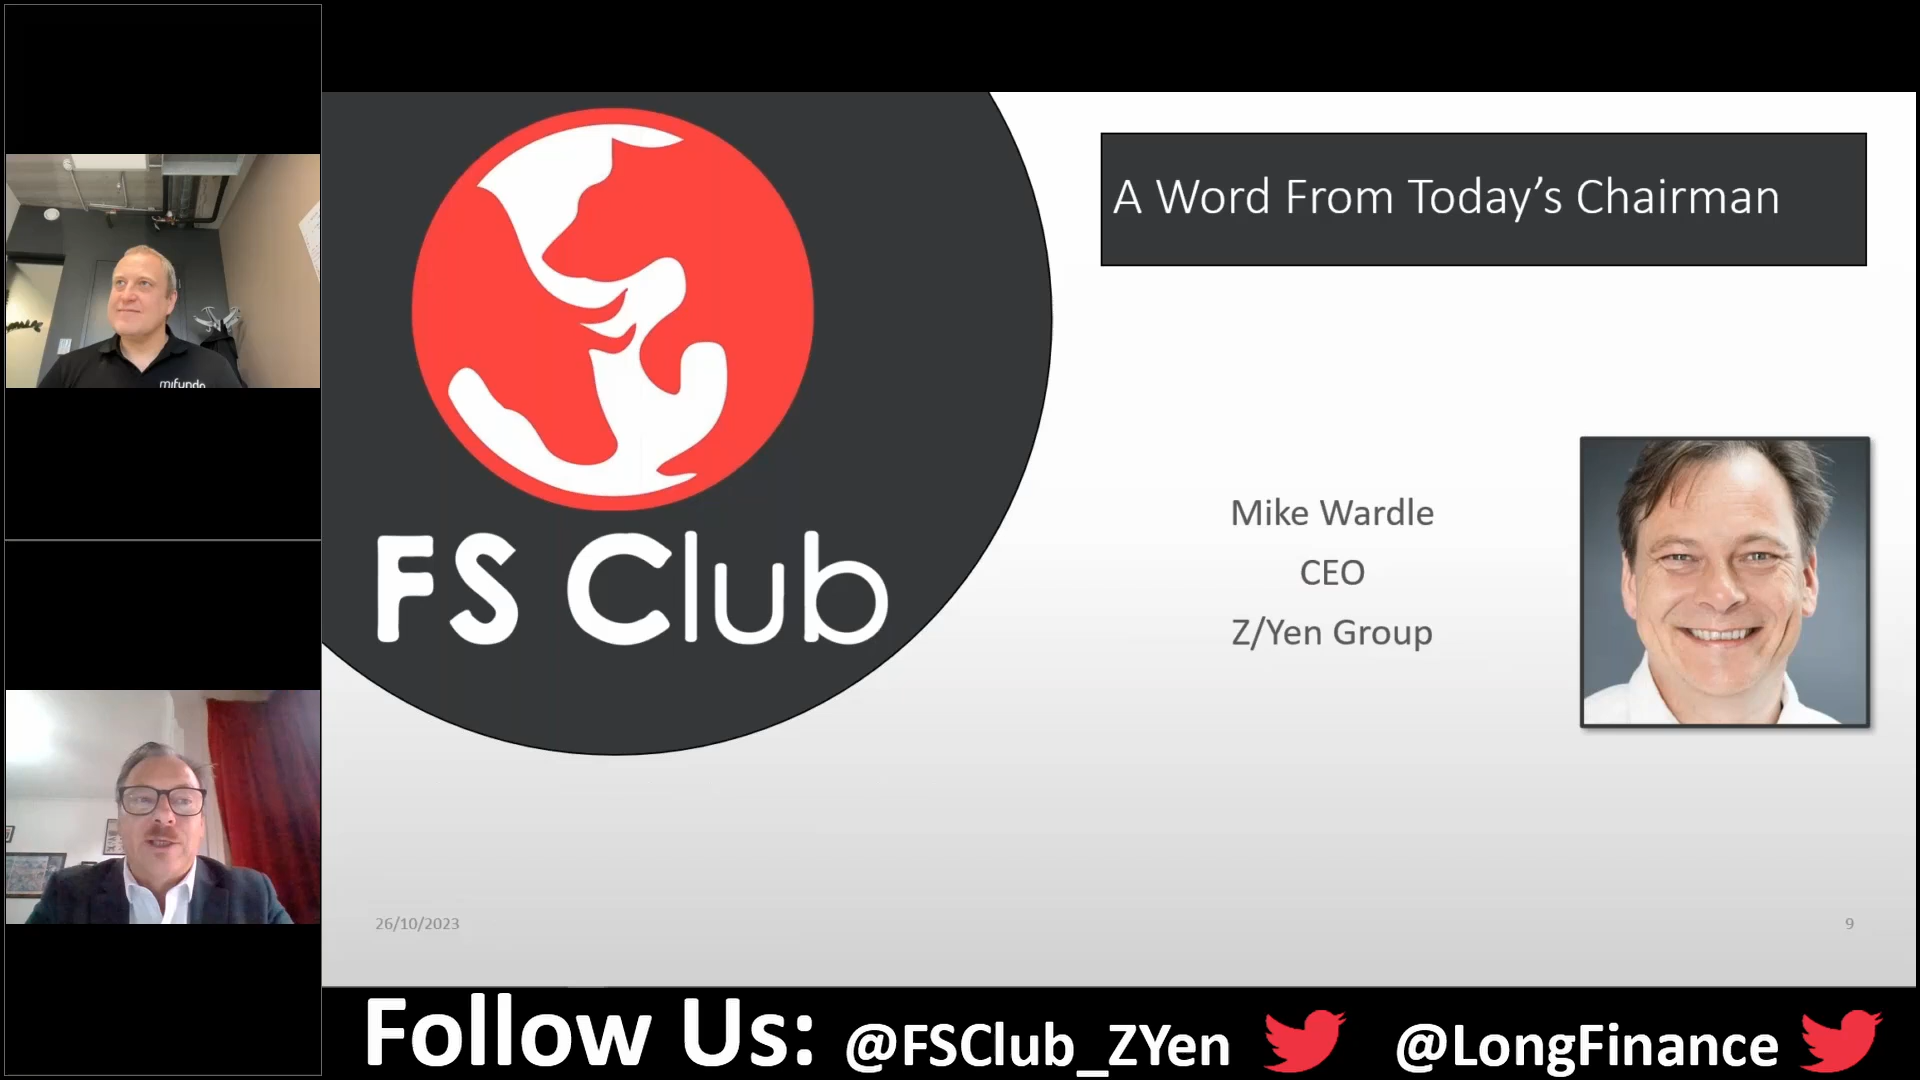 A Word From Today's Chairman
FS Club
Mike Wardle
CEO
Z/Yen Group
mifundo
26/10/2023
9
Follow Us: @FSClub_ZYen @LongFinance